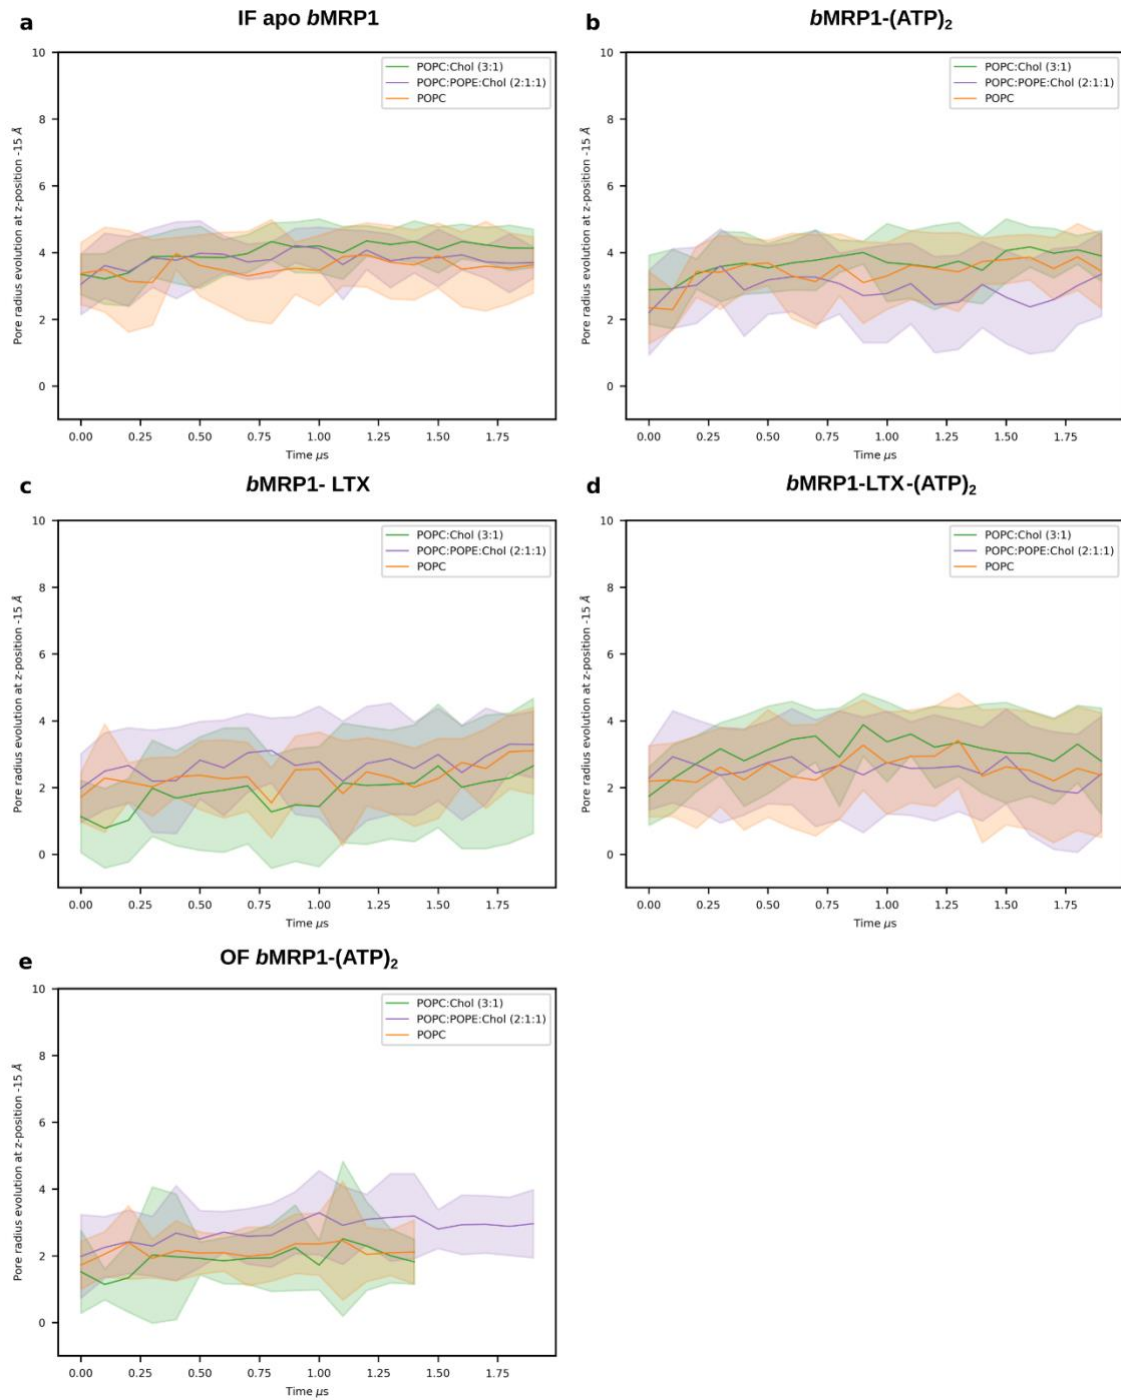 a IF apo bMRP1
Pore radius evolution at z-position -15 Å
10
8
6
4
2
0
POPC:Chol (3:1)
POPC:POPE:Chol (2:1:1)
POPC
0.00 0.25 0.50 0.75 1.00 1.25 1.50 1.75
Time μs
b bMRP1-(ATP)₂
Pore radius evolution at z-position -15 Å
10
8
6
4
2
0
POPC:Chol (3:1)
POPC:POPE:Chol (2:1:1)
POPC
0.00 0.25 0.50 0.75 1.00 1.25 1.50 1.75
Time μs
c bMRP1- LTX
Pore radius evolution at z-position -15 Å
10
8
6
4
2
0
POPC:Chol (3:1)
POPC:POPE:Chol (2:1:1)
POPC
0.00 0.25 0.50 0.75 1.00 1.25 1.50 1.75
Time μs
d bMRP1-LTX-(ATP)₂
Pore radius evolution at z-position -15 Å
10
8
6
4
2
0
POPC:Chol (3:1)
POPC:POPE:Chol (2:1:1)
POPC
0.00 0.25 0.50 0.75 1.00 1.25 1.50 1.75
Time μs
e OF bMRP1-(ATP)₂
Pore radius evolution at z-position -15 Å
10
8
6
4
2
0
POPC:Chol (3:1)
POPC:POPE:Chol (2:1:1)
POPC
0.00 0.25 0.50 0.75 1.00 1.25 1.50 1.75
Time μs